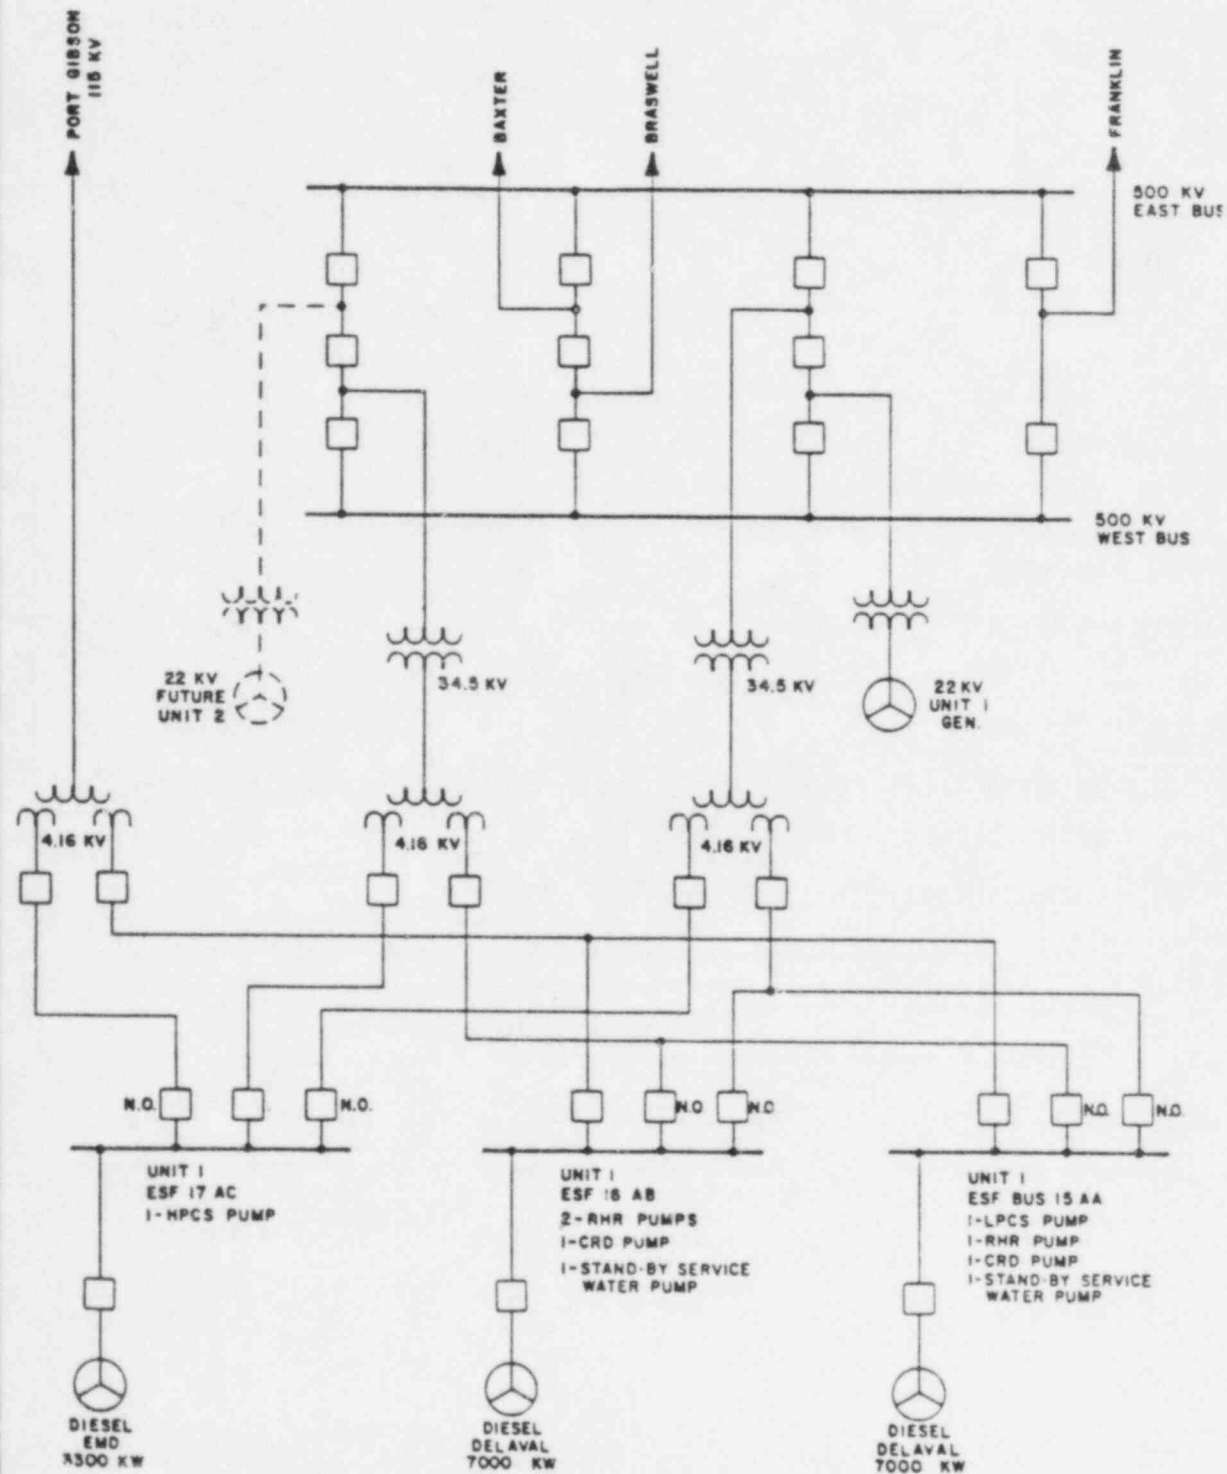 PORT GIBSON
115 KV
BAXTER
BRASWELL
FRANKLIN
500 KV
EAST BUS
500 KV
WEST BUS
22 KV
FUTURE
UNIT 2
34.5 KV
34.5 KV
22 KV
UNIT 1
GEN.
4.16 KV
4.16 KV
4.16 KV
N.O.
N.O.
N.O
N.O
N.O.
N.O.
UNIT 1
ESF 17 AC
1-HPCS PUMP
UNIT 1
ESF 16 AB
2-RHR PUMPS
1-CRD PUMP
1-STAND-BY SERVICE
WATER PUMP
UNIT 1
ESF BUS 15 AA
1-LPCS PUMP
1-RHR PUMP
1-CRD PUMP
1-STAND-BY SERVICE
WATER PUMP
DIESEL
EMD
3300 KW
DIESEL
DELAVAL
7000 KW
DIESEL
DELAVAL
7000 KW